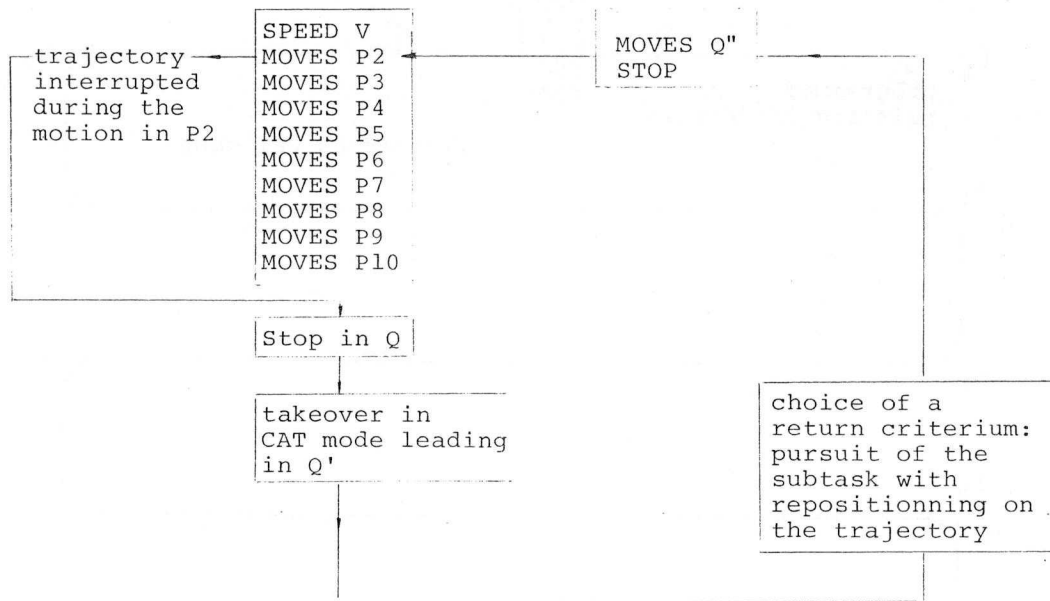 SPEED V
MOVES P2
MOVES P3
MOVES P4
MOVES P5
MOVES P6
MOVES P7
MOVES P8
MOVES P9
MOVES P10
trajectory
interrupted
during the
motion in P2
MOVES Q"
STOP
Stop in Q
takeover in
CAT mode leading
in Q'
choice of a
return criterium:
pursuit of the
subtask with
repositionning on
the trajectory